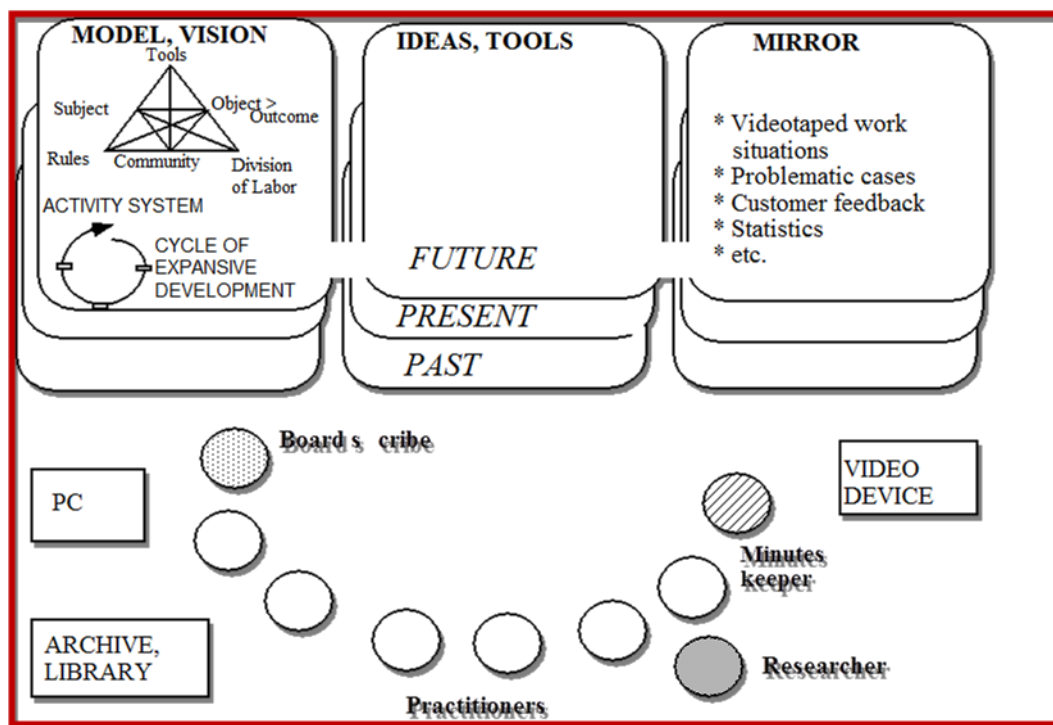 MODEL, VISION
Tools
Subject
Object >
Outcome
Rules
Community
Division
of Labor
ACTIVITY SYSTEM
CYCLE OF
EXPANSIVE
DEVELOPMENT
IDEAS, TOOLS
FUTURE
PRESENT
PAST
MIRROR
* Videotaped work
situations
* Problematic cases
* Customer feedback
* Statistics
* etc.
Board s cribe
PC
VIDEO
DEVICE
Minutes
keeper
ARCHIVE,
LIBRARY
Researcher
Practitioners